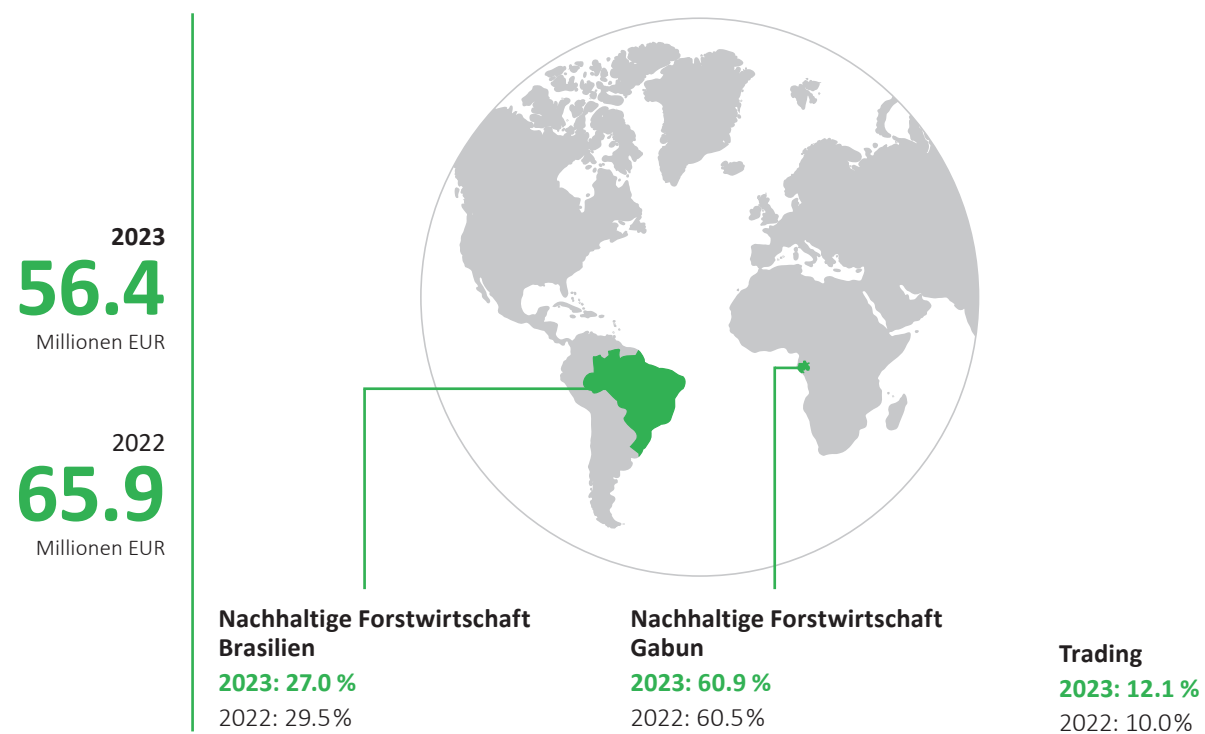 2023
56.4
Millionen EUR
2022
65.9
Millionen EUR
Nachhaltige Forstwirtschaft
Brasilien
2023: 27.0 %
2022: 29.5%
Nachhaltige Forstwirtschaft
Gabun
2023: 60.9 %
2022: 60.5%
Trading
2023: 12.1 %
2022: 10.0%